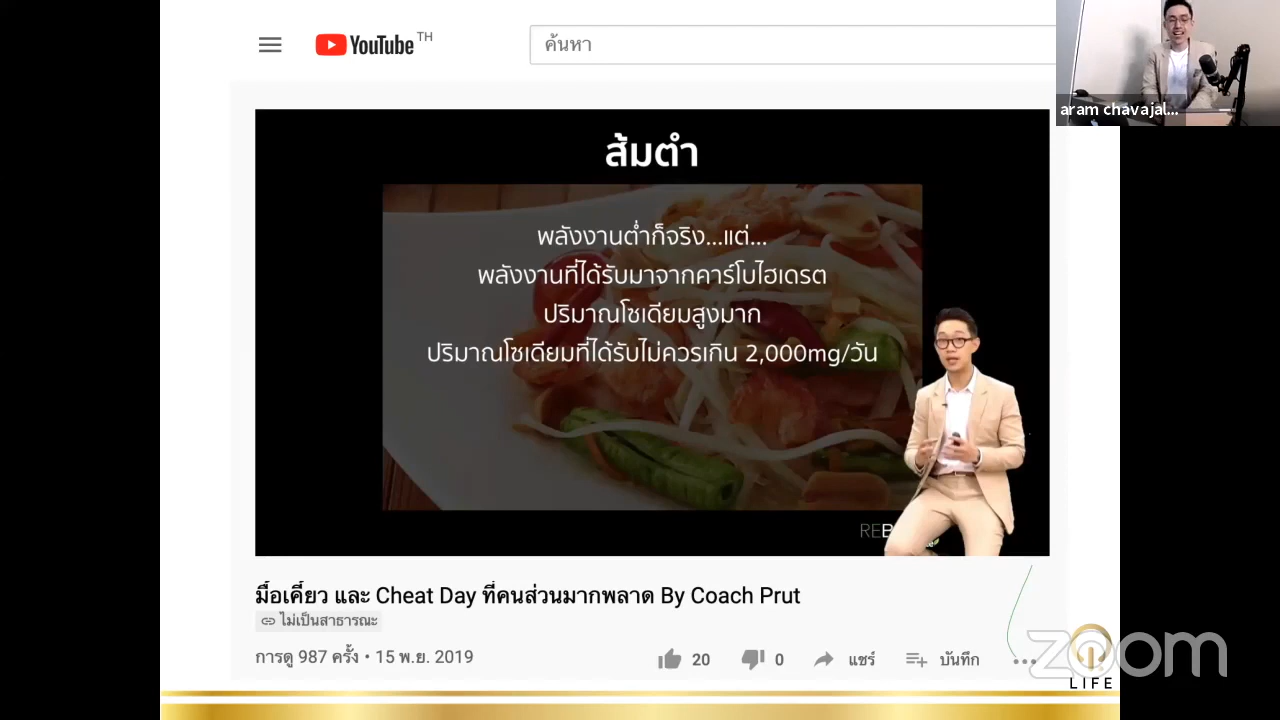 YouTube TH
ค้นหา
aram chavajal...
ส้มตำ
พลังงานต่ำก็จริง...แต่...
พลังงานที่ได้รับมาจากคาร์โบไฮเดรต
ปริมาณโซเดียมสูงมาก
ปริมาณโซเดียมที่ได้รับไม่ควรเกิน 2,000mg/วัน
REB
มื้อเคี้ยว และ Cheat Day ที่คนส่วนมากพลาด By Coach Prut
ไม่เป็นสาธารณะ
การดู 987 ครั้ง • 15 พ.ย. 2019
20
0
แชร์
บันทึก
zoom
LIFE